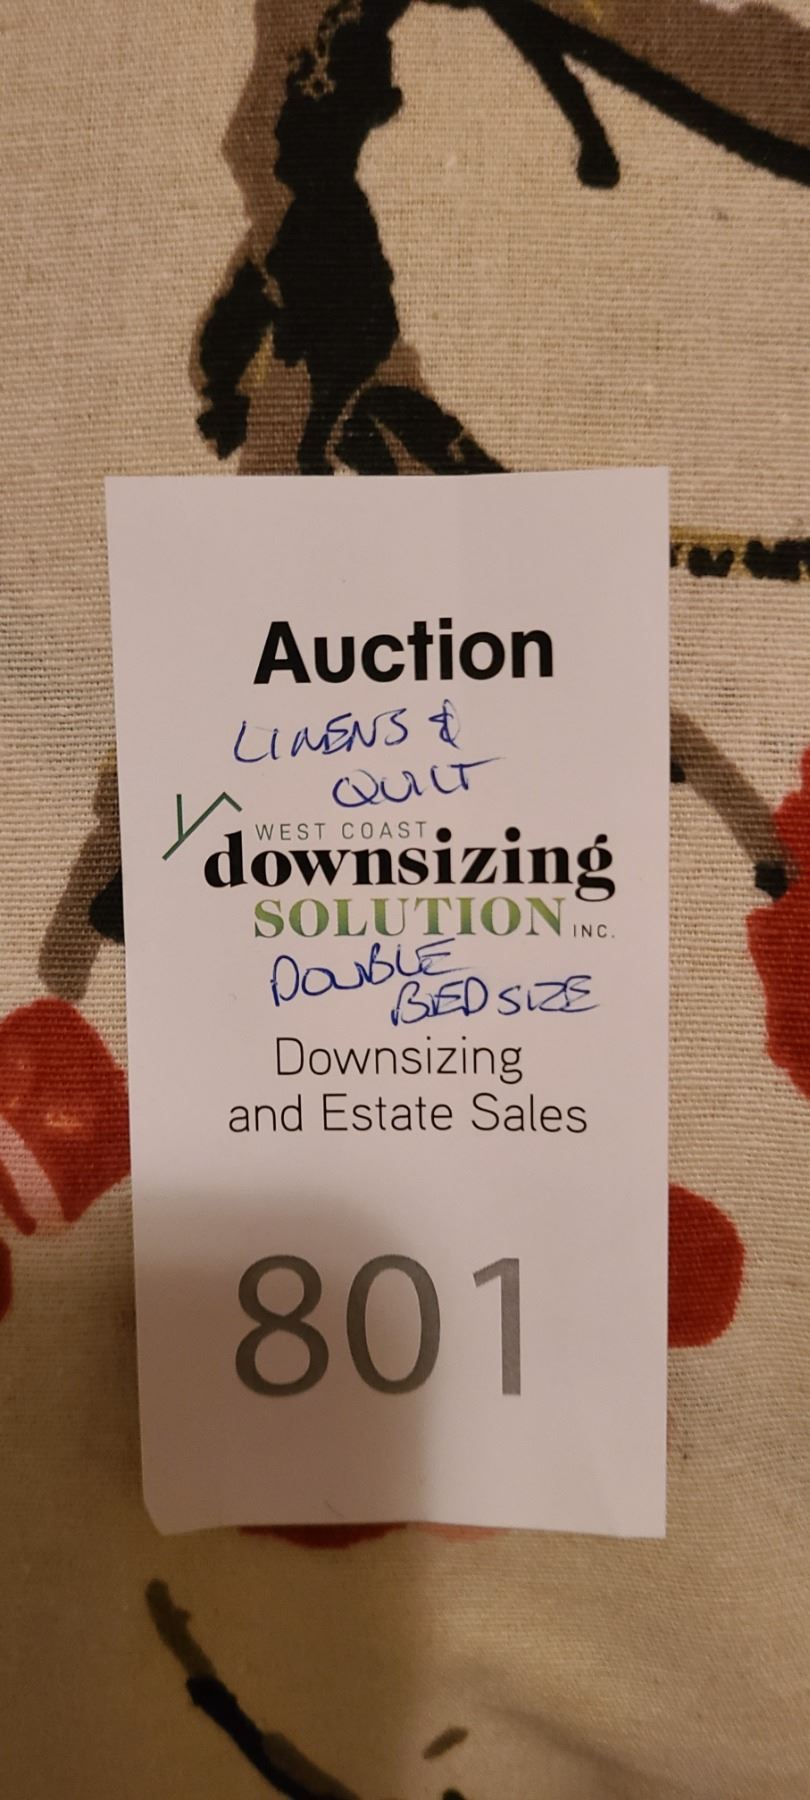 Auction
LINENS &
QUILT
WEST COAST
downsizing
SOLUTION INC.
DOUBLE
BED SIZE
Downsizing
and Estate Sales
801